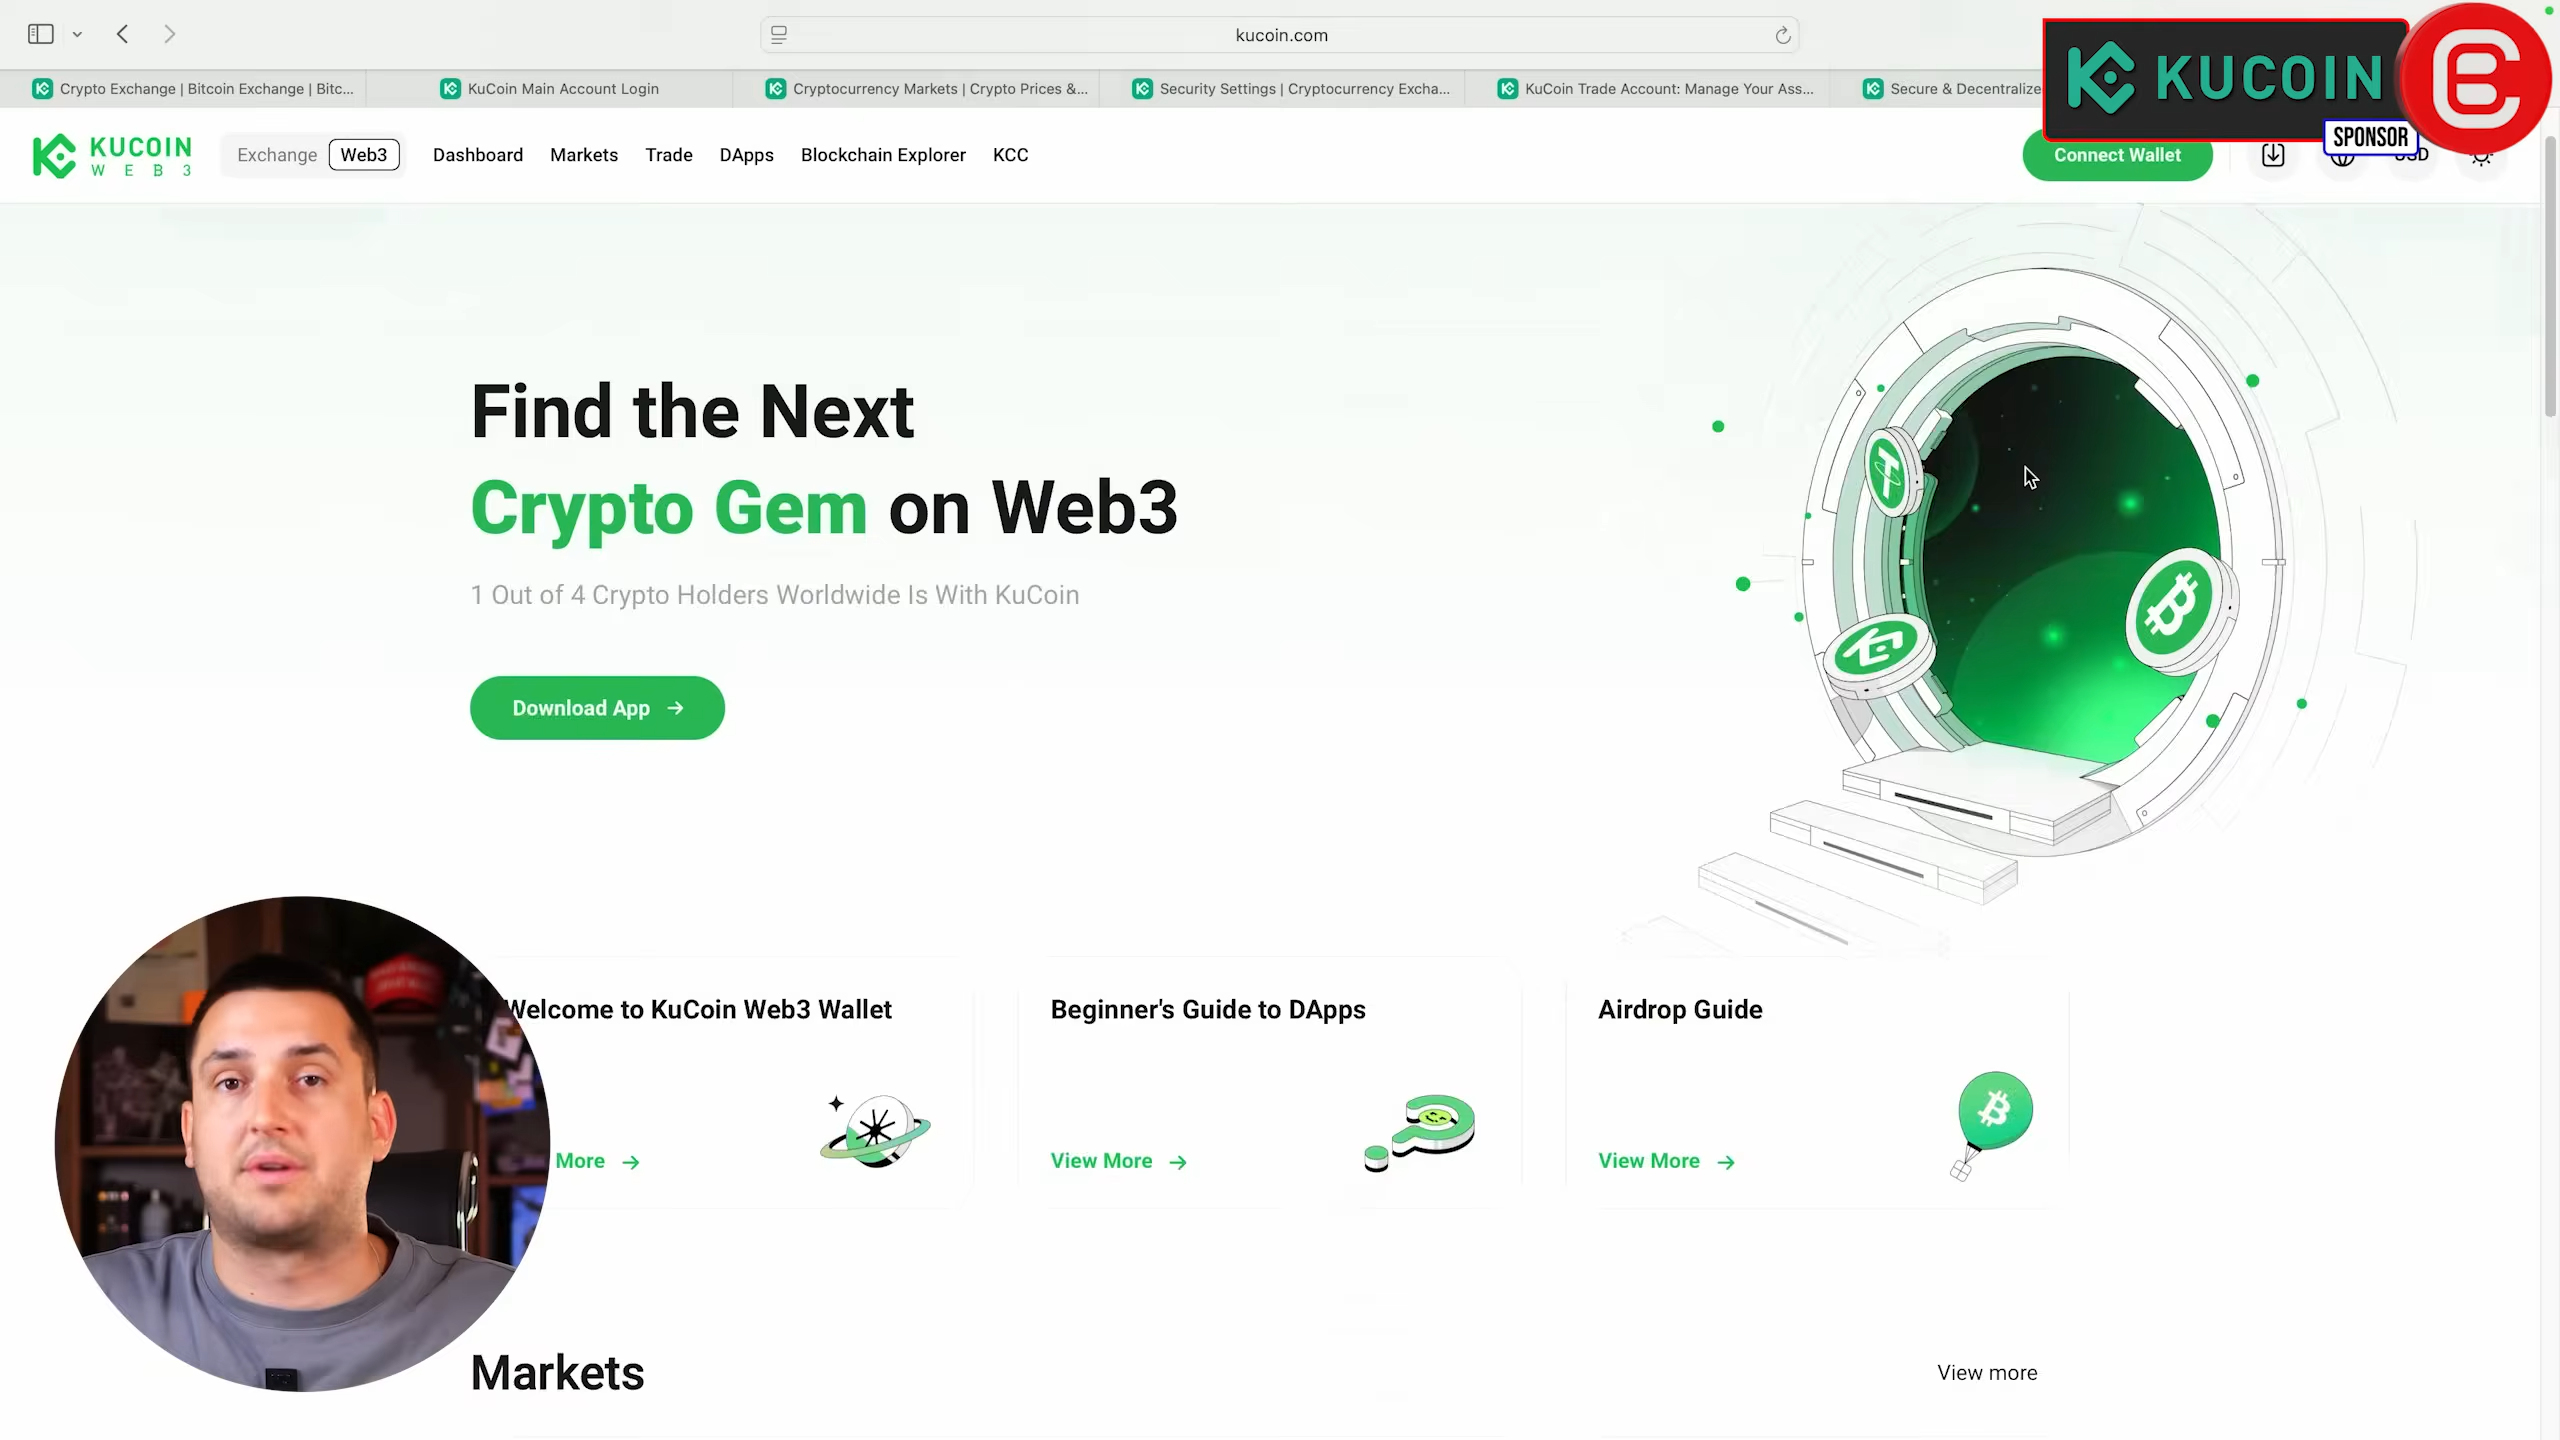 kucoin.com
Crypto Exchange | Bitcoin Exchange | Bitc...
KuCoin Main Account Login
Cryptocurrency Markets | Crypto Prices &...
Security Settings | Cryptocurrency Excha...
KuCoin Trade Account: Manage Your Ass...
Secure & Decentralize
KUCOIN
SPONSOR
KUCOIN
WEB3
Exchange
Web3
Dashboard
Markets
Trade
DApps
Blockchain Explorer
KCC
Connect Wallet
USD
Find the Next
Crypto Gem on Web3
1 Out of 4 Crypto Holders Worldwide Is With KuCoin
Download App
Welcome to KuCoin Web3 Wallet
More
Beginner's Guide to DApps
View More
Airdrop Guide
View More
Markets
View more